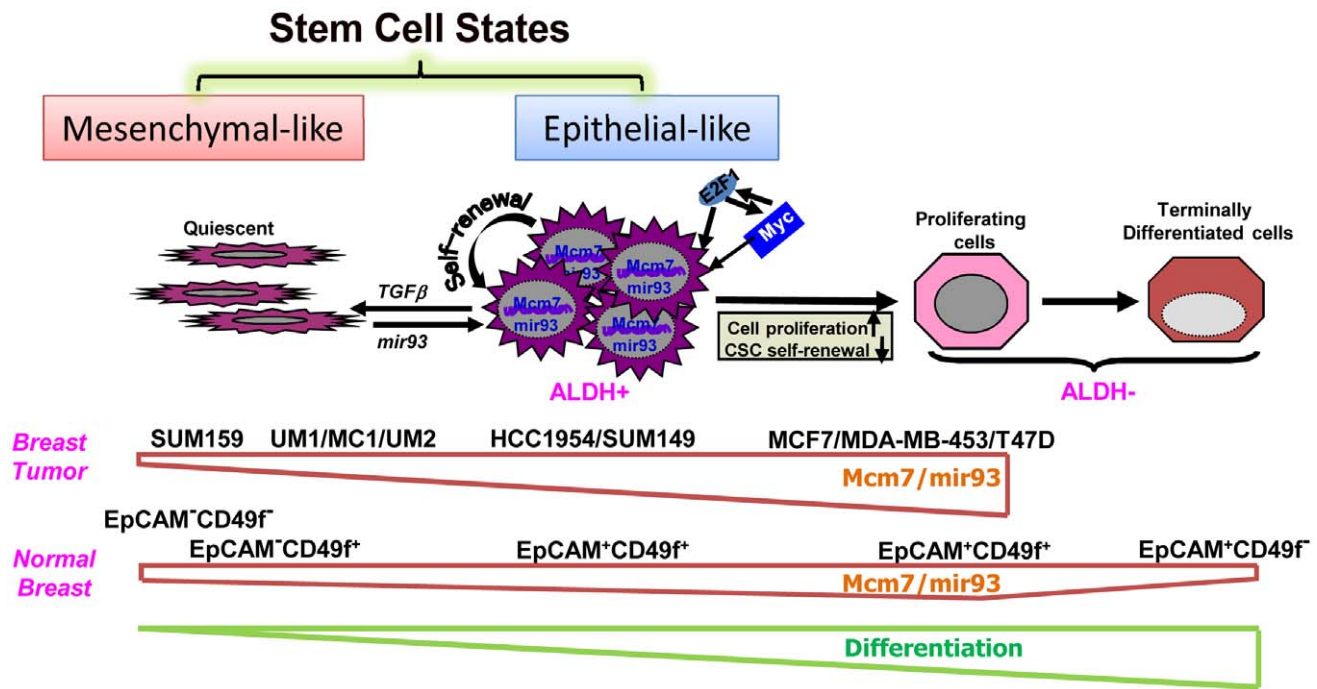 Stem Cell States
Mesenchymal-like
Epithelial-like
Quiescent
Self-renewal
E2F1
Myc
Mcm7
mir93
Mcm7
mir93
Mcm7
mir93
Mcm7
mir93
TGFβ
mir93
Cell proliferation
CSC self-renewal
Proliferating
cells
Terminally
Differentiated cells
ALDH+
ALDH-
Breast
Tumor
SUM159
UM1/MC1/UM2
HCC1954/SUM149
MCF7/MDA-MB-453/T47D
Mcm7/mir93
EpCAM⁻CD49f⁻
Normal
Breast
EpCAM⁻CD49f⁺
EpCAM⁺CD49f⁺
EpCAM⁺CD49f⁺
EpCAM⁺CD49f⁻
Mcm7/mir93
Differentiation